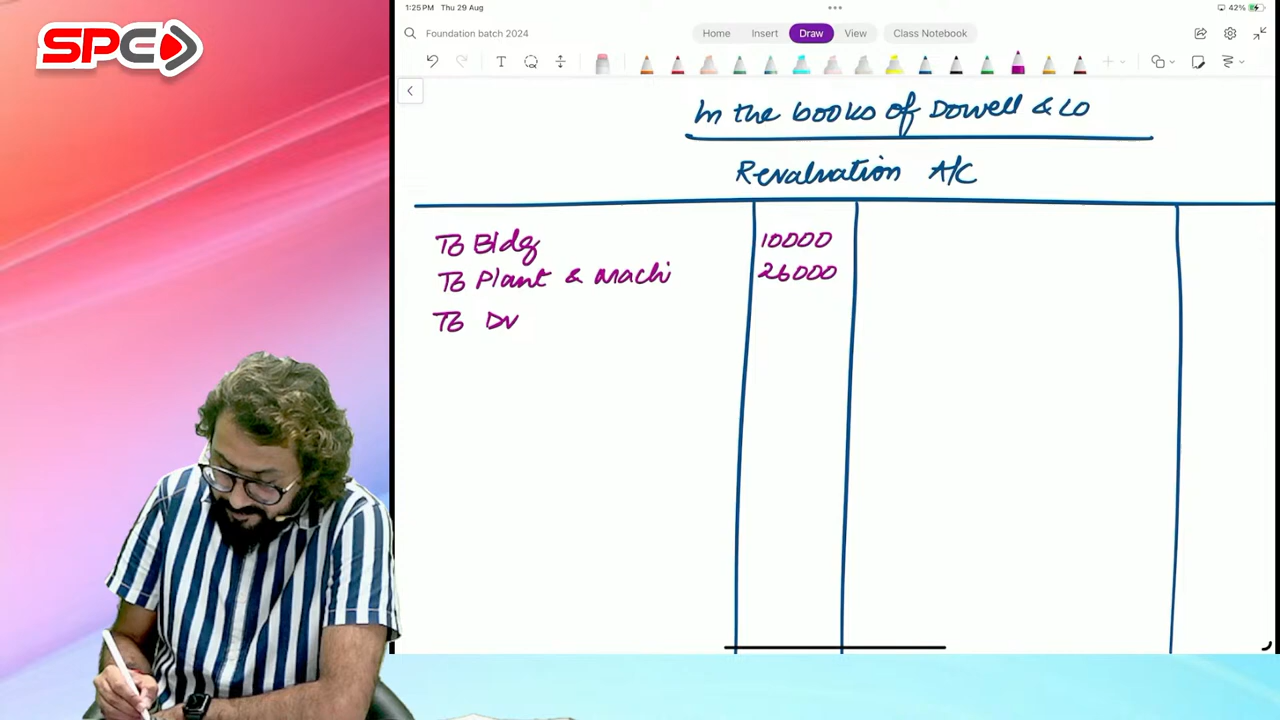 SPC
1:25 PM Thu 29 Aug
42%
Foundation batch 2024
Home Insert Draw View Class Notebook
In the books of Dowell & Co
Revaluation A/C
To Bldg 10000
To Plant & Machi 26000
To Dv